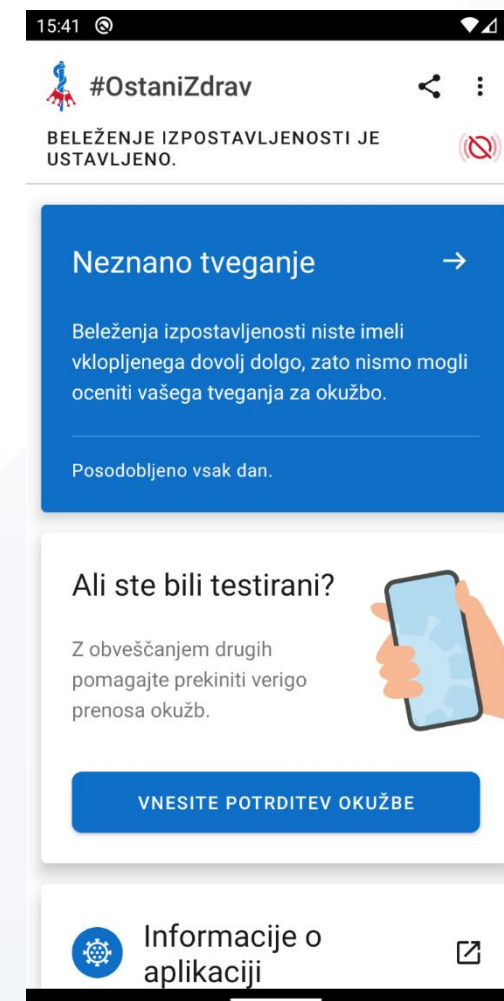 15:41
#OstaniZdrav
BELEŽENJE IZPOSTAVLJENOSTI JE
USTAVLJENO.
Neznano tveganje
Beleženja izpostavljenosti niste imeli
vklopljenega dovolj dolgo, zato nismo mogli
oceniti vašega tveganja za okužbo.
Posodobljeno vsak dan.
Ali ste bili testirani?
Z obveščanjem drugih
pomagajte prekiniti verigo
prenosa okužb.
VNESITE POTRDITEV OKUŽBE
Informacije o
aplikaciji